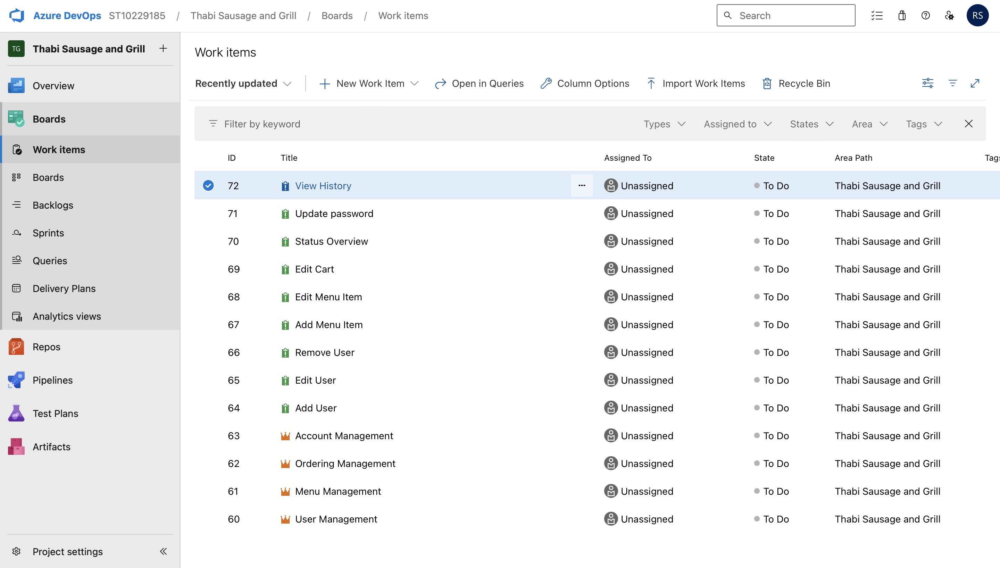 Azure DevOps ST10229185 / Thabi Sausage and Grill / Boards / Work items Search RS
TG Thabi Sausage and Grill
Overview
Boards
Work items
Boards
Backlogs
Sprints
Queries
Delivery Plans
Analytics views
Repos
Pipelines
Test Plans
Artifacts
Project settings
Work items
Recently updated New Work Item Open in Queries Column Options Import Work Items Recycle Bin
Filter by keyword Types Assigned to States Area Tags
ID Title Assigned To State Area Path Tags
72 View History ... Unassigned To Do Thabi Sausage and Grill
71 Update password Unassigned To Do Thabi Sausage and Grill
70 Status Overview Unassigned To Do Thabi Sausage and Grill
69 Edit Cart Unassigned To Do Thabi Sausage and Grill
68 Edit Menu Item Unassigned To Do Thabi Sausage and Grill
67 Add Menu Item Unassigned To Do Thabi Sausage and Grill
66 Remove User Unassigned To Do Thabi Sausage and Grill
65 Edit User Unassigned To Do Thabi Sausage and Grill
64 Add User Unassigned To Do Thabi Sausage and Grill
63 Account Management Unassigned To Do Thabi Sausage and Grill
62 Ordering Management Unassigned To Do Thabi Sausage and Grill
61 Menu Management Unassigned To Do Thabi Sausage and Grill
60 User Management Unassigned To Do Thabi Sausage and Grill